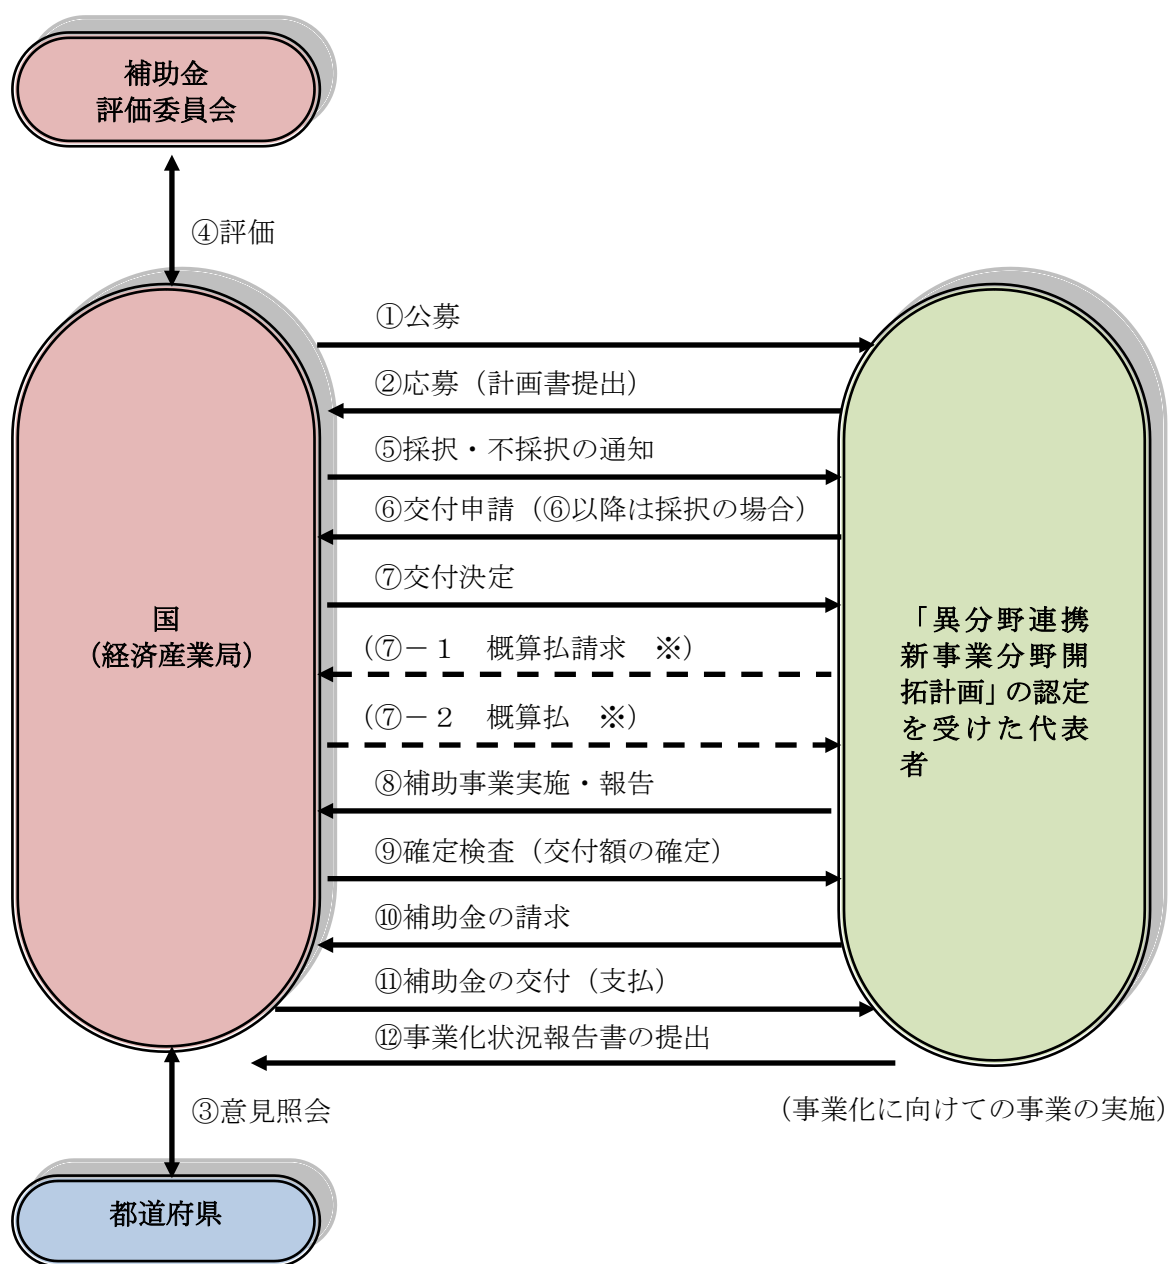 補助金
評価委員会
④評価
①公募
②応募（計画書提出）
⑤採択・不採択の通知
⑥交付申請（⑥以降は採択の場合）
⑦交付決定
（⑦－１　概算払請求　※）
（⑦－２　概算払　※）
⑧補助事業実施・報告
⑨確定検査（交付額の確定）
⑩補助金の請求
⑪補助金の交付（支払）
⑫事業化状況報告書の提出
国
（経済産業局）
「異分野連携
新事業分野開
拓計画」の認定
を受けた代表
者
③意見照会
（事業化に向けての事業の実施）
都道府県